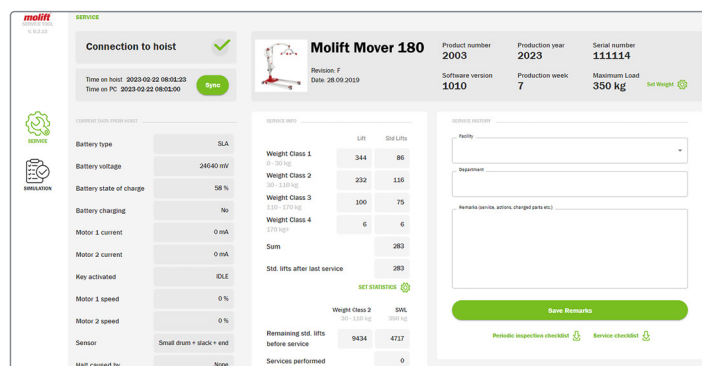 molift
SERVICE TOOL
SERVICE
Connection to hoist
Time on hoist 2023-02-22 08:01:23
Time on PC 2023-02-22 08:01:00
Sync
Molift Mover 180
Revision: F
Date: 28.09.2019
Product number
2003
Production year
2023
Serial number
111114
Software version
1010
Production week
7
Maximum Load
350 kg
Set Weight
SERVICE
SIMULATION
CURRENT DATA FROM HOIST
Battery type SLA
Battery voltage 24640 mV
Battery state of charge 58 %
Battery charging No
Motor 1 current 0 mA
Motor 2 current 0 mA
Key activated IDLE
Motor 1 speed 0 %
Motor 2 speed 0 %
Sensor Small drum + slack + end
Halt caused by None
SERVICE INFO
Lift Std Lifts
Weight Class 1 344 86
0 - 30 kg
Weight Class 2 232 116
30 - 110 kg
Weight Class 3 100 75
110 - 170 kg
Weight Class 4 6 6
170 kg+
Sum 283
Std. lifts after last service 283
SET STATISTICS
Weight Class 2 SWL
30 - 110 kg 350 kg
Remaining std. lifts
before service 9434 4717
Services performed 0
SERVICE HISTORY
Facility
Department
Remarks (service, actions, changed parts etc.)
Save Remarks
Periodic inspection checklist
Service checklist